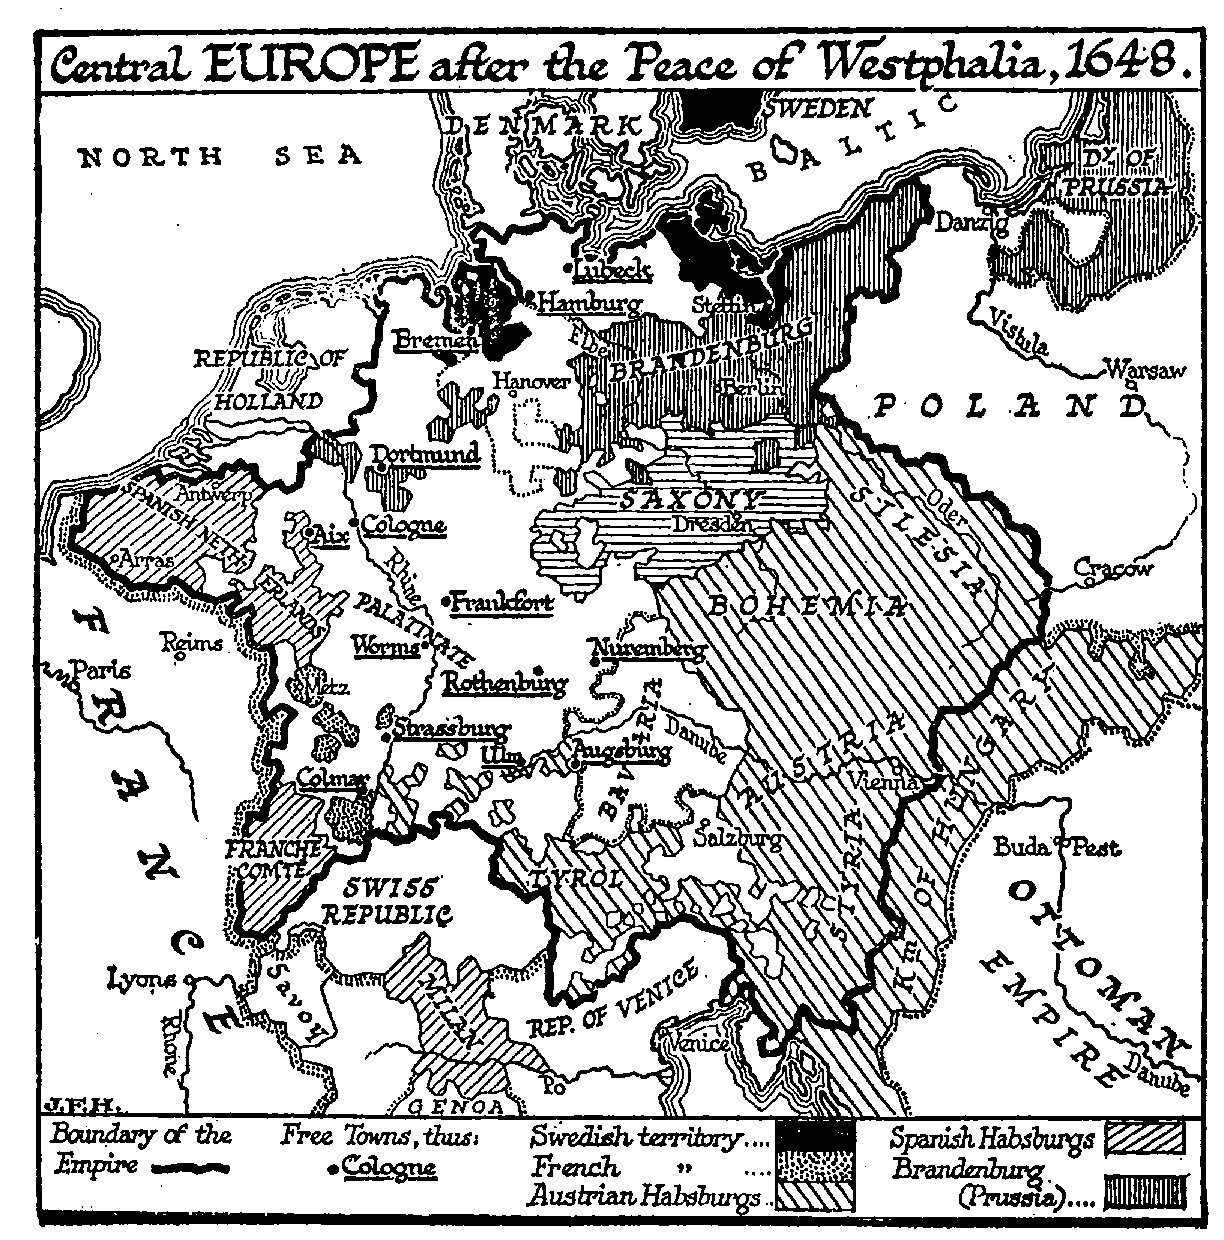 Central EUROPE after the Peace of Westphalia, 1648.
NORTH SEA
DENMARK
SWEDEN
BALTIC
DY. OF
PRUSSIA
Danzig
Lubeck
Hamburg
Stettin
Bremen
Elbe
BRANDENBURG
Berlin
Vistula
Warsaw
POLAND
REPUBLIC OF
HOLLAND
Hanover
Dortmund
Antwerp
SPANISH NETH
ERLANDS
Arras
Aix
Cologne
SAXONY
Dresden
SILESIA
Oder
Cracow
Rhine
Frankfort
BOHEMIA
PALATINATE
Reims
Worms
Nuremberg
Paris
Metz
Rothenburg
FRANCE
Strassburg
Ulm
Augsburg
BAVARIA
Danube
AUSTRIA
Vienna
Colmar
Salzburg
STYRIA
Km. OF HUNGARY
Buda
Pest
FRANCHE
COMTE
SWISS
REPUBLIC
TYROL
OTTOMAN
EMPIRE
Lyons
Savoy
MILAN
REP. OF VENICE
Venice
Rhone
Po
Danube
GENOA
J.F.H.
Boundary of the
Empire
Free Towns, thus:
Cologne
Swedish territory....
French " ....
Austrian Habsburgs..
Spanish Habsburgs
Brandenburg
(Prussia)....